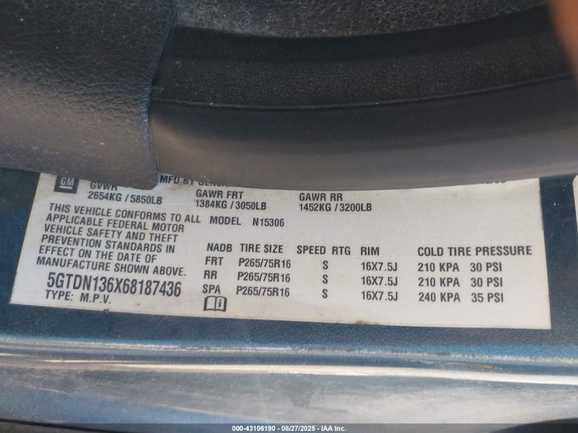 GM
MFD BY GENER
GVWR GAWR FRT GAWR RR
2654KG / 5850LB 1384KG / 3050LB 1452KG / 3200LB
THIS VEHICLE CONFORMS TO ALL MODEL N15306
APPLICABLE FEDERAL MOTOR
VEHICLE SAFETY AND THEFT
PREVENTION STANDARDS IN
EFFECT ON THE DATE OF
MANUFACTURE SHOWN ABOVE.
5GTDN136X68187436
TYPE: M.P.V.
NADB TIRE SIZE SPEED RTG RIM COLD TIRE PRESSURE
FRT P265/75R16 S 16X7.5J 210 KPA 30 PSI
RR P265/75R16 S 16X7.5J 210 KPA 30 PSI
SPA P265/75R16 S 16X7.5J 240 KPA 35 PSI
000-43106190 - 08/27/2025 - IAA Inc.